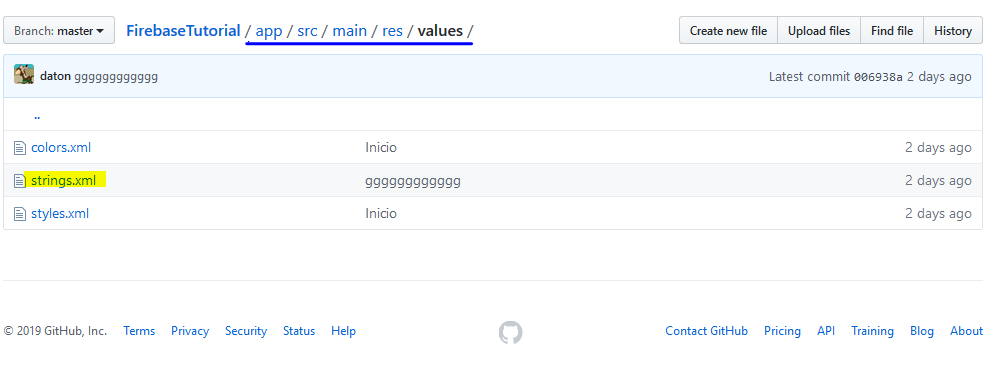 Branch: master FirebaseTutorial / app / src / main / res / values / Create new file Upload files Find file History
daton gggggggggggg Latest commit 006938a 2 days ago
..
colors.xml Inicio 2 days ago
strings.xml gggggggggggg 2 days ago
styles.xml Inicio 2 days ago
© 2019 GitHub, Inc. Terms Privacy Security Status Help Contact GitHub Pricing API Training Blog About